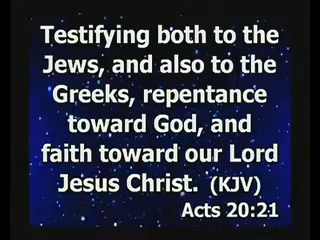 Testifying both to the
Jews, and also to the
Greeks, repentance
toward God, and
faith toward our Lord
Jesus Christ. (KJV)
Acts 20:21